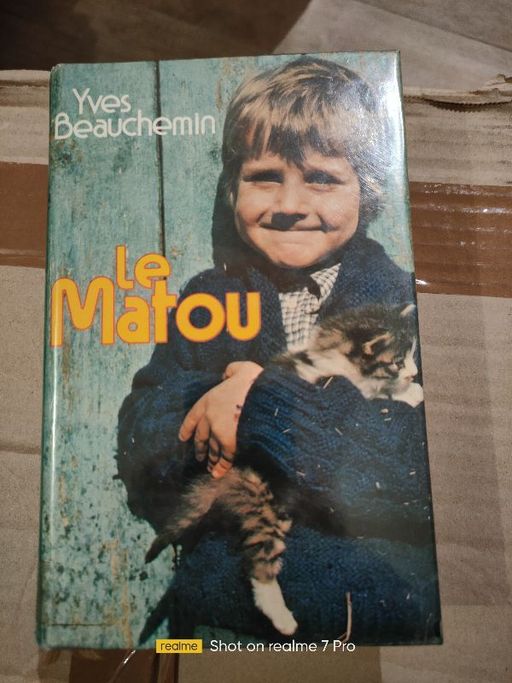 Yves
Beauchemin
Le
Matou
realme Shot on realme 7 Pro